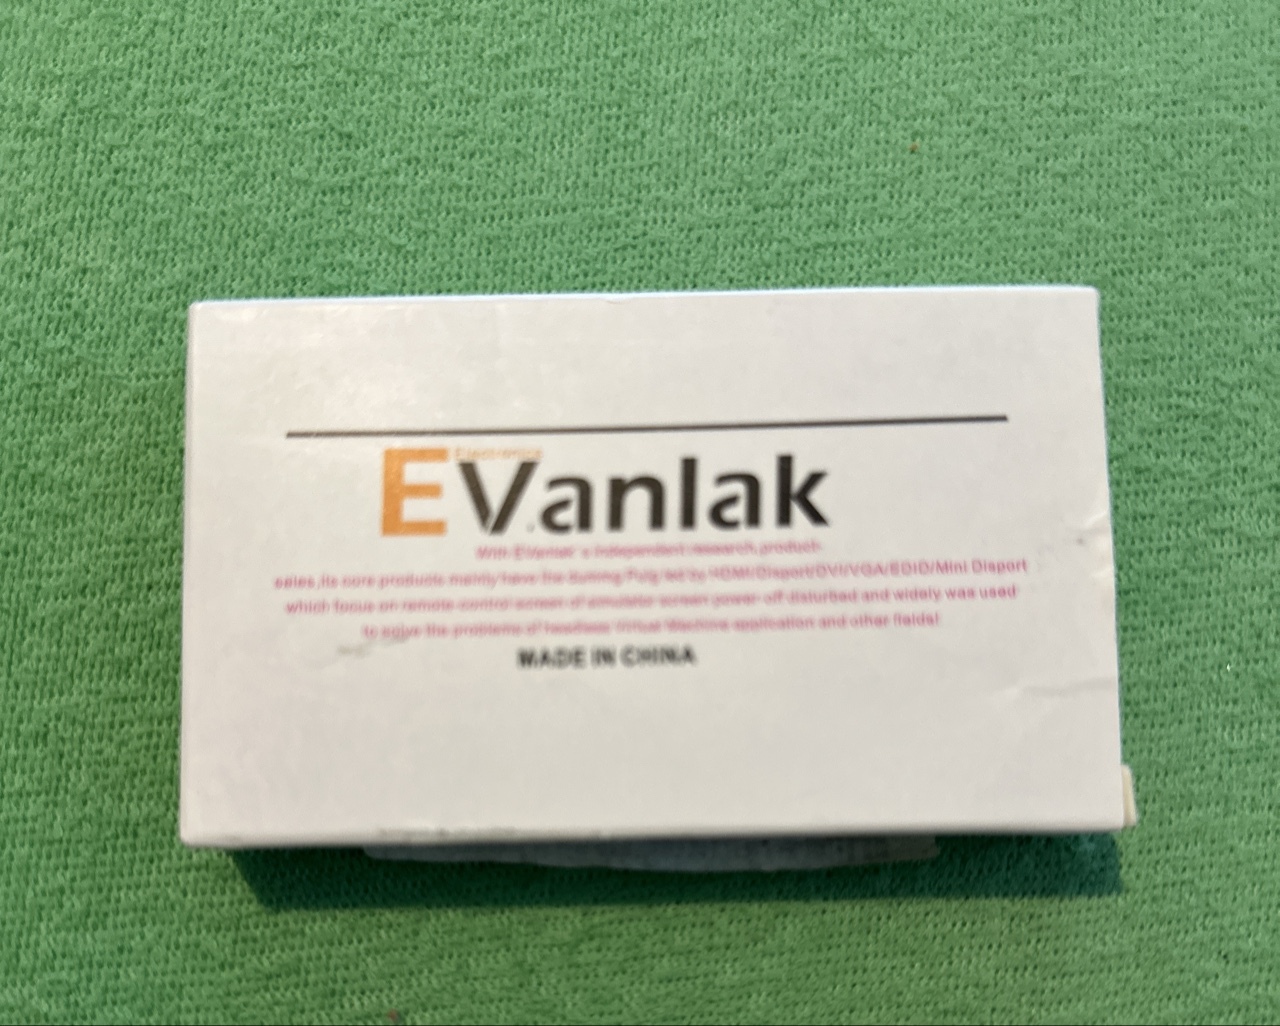 EVanlak
Electronics
With EVanlak's independent research, product
sales, its core products mainly have the led by HDMI/Disport/DVI/VGA/EDID/Mini Disport
which focus on remote control screen of emulator screen power off disturbed and widely was used
to solve the problems of headless Virtual Machine application and other fields!
MADE IN CHINA